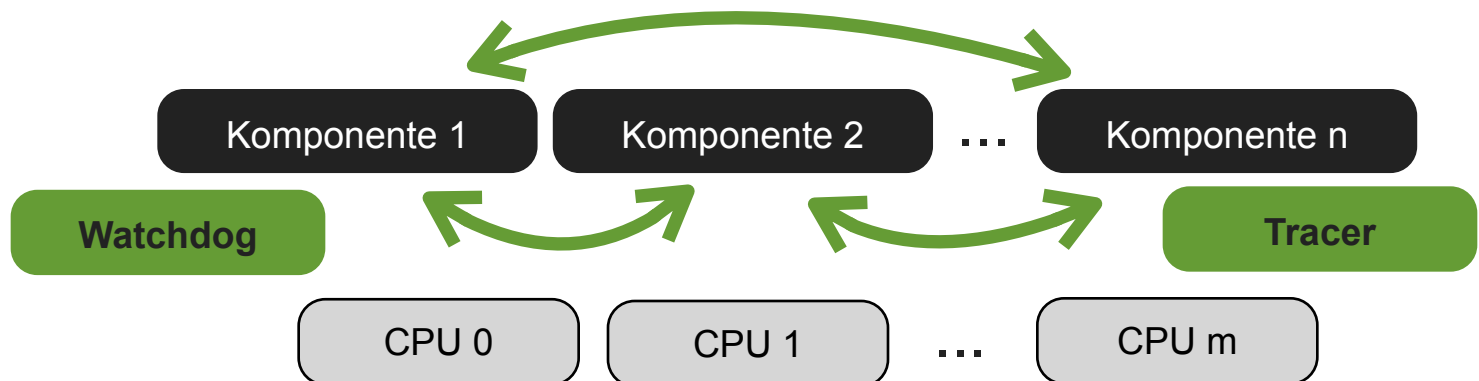 Komponente 1
Komponente 2
...
Komponente n
Watchdog
Tracer
CPU 0
CPU 1
...
CPU m